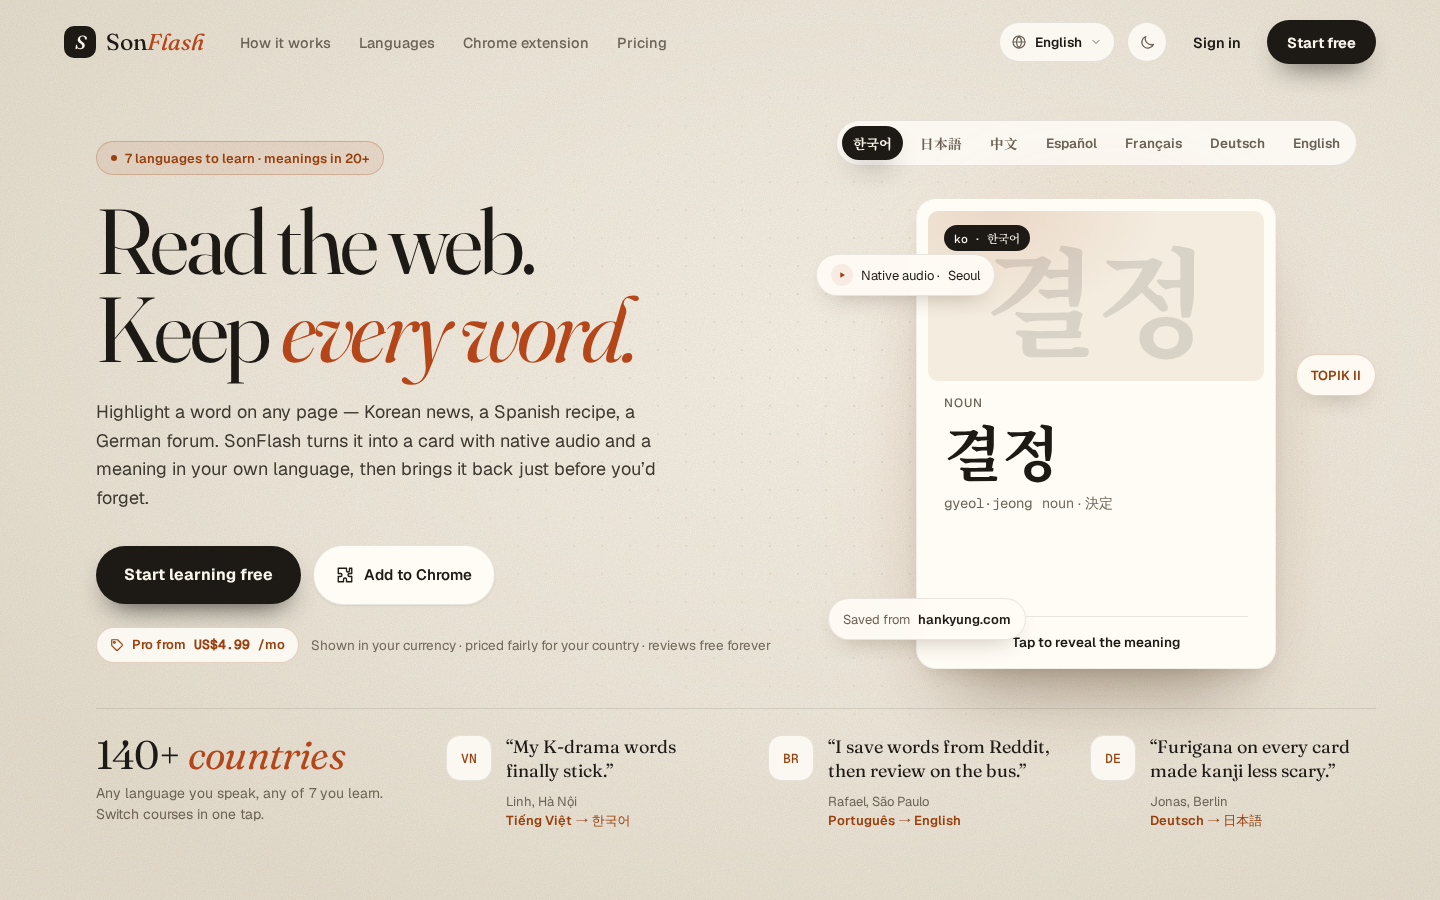 S SonFlash
How it works
Languages
Chrome extension
Pricing
English
Sign in
Start free
7 languages to learn · meanings in 20+
Read the web.
Keep every word.
Highlight a word on any page — Korean news, a Spanish recipe, a
German forum. SonFlash turns it into a card with native audio and a
meaning in your own language, then brings it back just before you’d
forget.
Start learning free
Add to Chrome
Pro from US$4.99 /mo
Shown in your currency · priced fairly for your country · reviews free forever
한국어
日本語
中文
Español
Français
Deutsch
English
ko · 한국어
결정
Native audio · Seoul
TOPIK II
NOUN
결정
gyeol·jeong noun · 決定
Saved from hankyung.com
Tap to reveal the meaning
140+ countries
Any language you speak, any of 7 you learn.
Switch courses in one tap.
VN
“My K-drama words
finally stick.”
Linh, Hà Nội
Tiếng Việt → 한국어
BR
“I save words from Reddit,
then review on the bus.”
Rafael, São Paulo
Português → English
DE
“Furigana on every card
made kanji less scary.”
Jonas, Berlin
Deutsch → 日本語